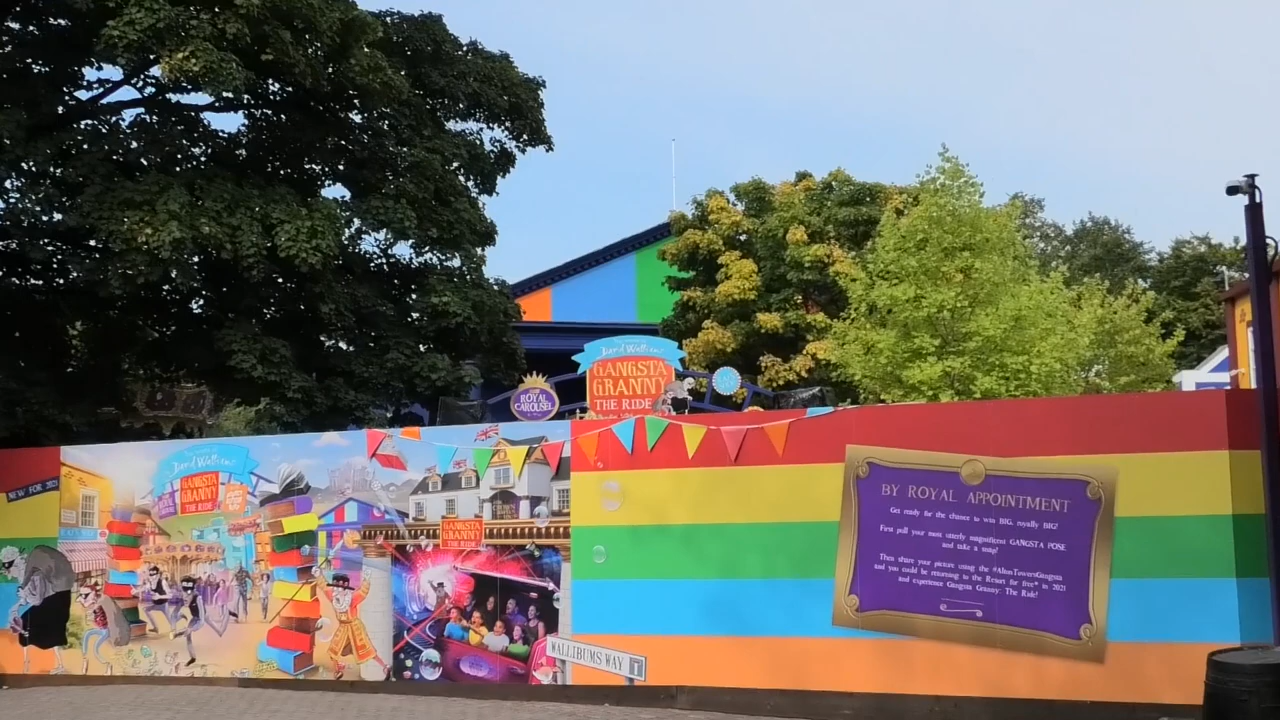 David Walliams'
GANGSTA
GRANNY
THE RIDE
ROYAL
CAROUSEL
NEW FOR 2021
David Walliams'
GANGSTA
GRANNY
THE RIDE
GANGSTA
GRANNY
THE RIDE
WALLIBUMS WAY
BY ROYAL APPOINTMENT
Get ready for the chance to win BIG, royally BIG!
First pull your most utterly magnificent GANGSTA POSE
and take a snap!
Then share your picture using the #AltonTowersGangsta
and you could be returning to the Resort for free* in 2021
and experience Gangsta Granny: The Ride!